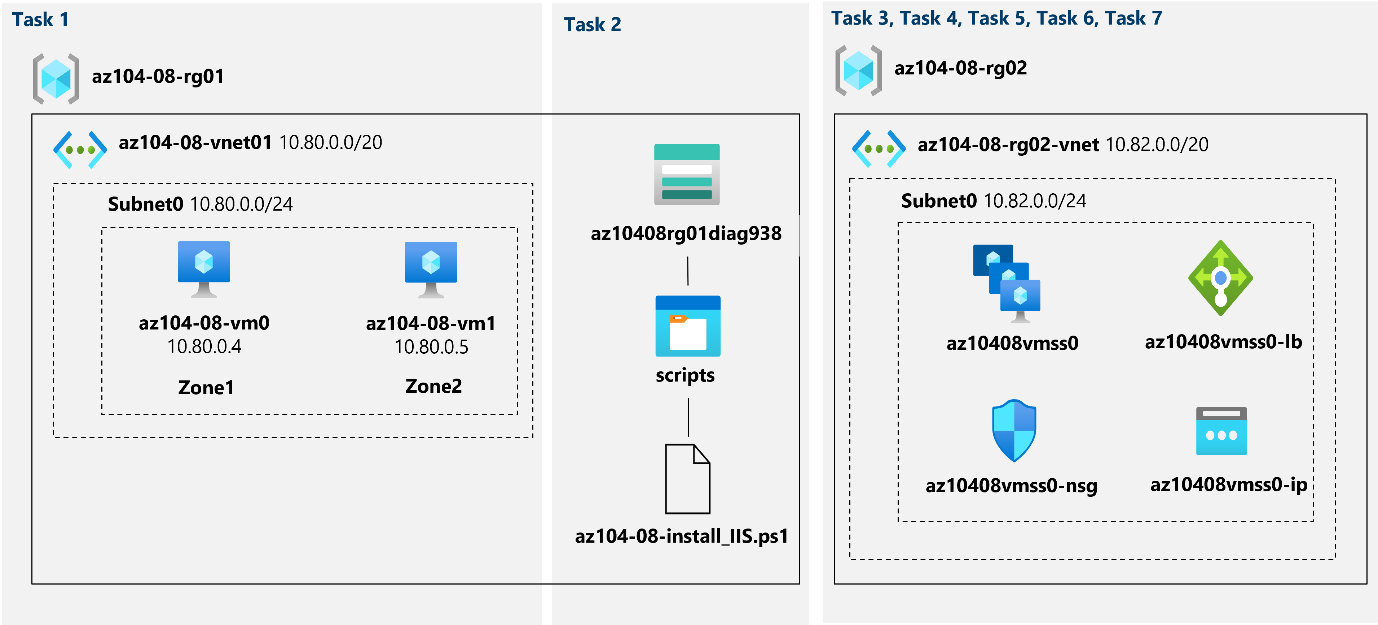 Task 1
az104-08-rg01
az104-08-vnet01 10.80.0.0/20
Subnet0 10.80.0.0/24
az104-08-vm0
10.80.0.4
Zone1
az104-08-vm1
10.80.0.5
Zone2
Task 2
az10408rg01diag938
scripts
az104-08-install_IIS.ps1
Task 3, Task 4, Task 5, Task 6, Task 7
az104-08-rg02
az104-08-rg02-vnet 10.82.0.0/20
Subnet0 10.82.0.0/24
az10408vmss0
az10408vmss0-lb
az10408vmss0-nsg
az10408vmss0-ip